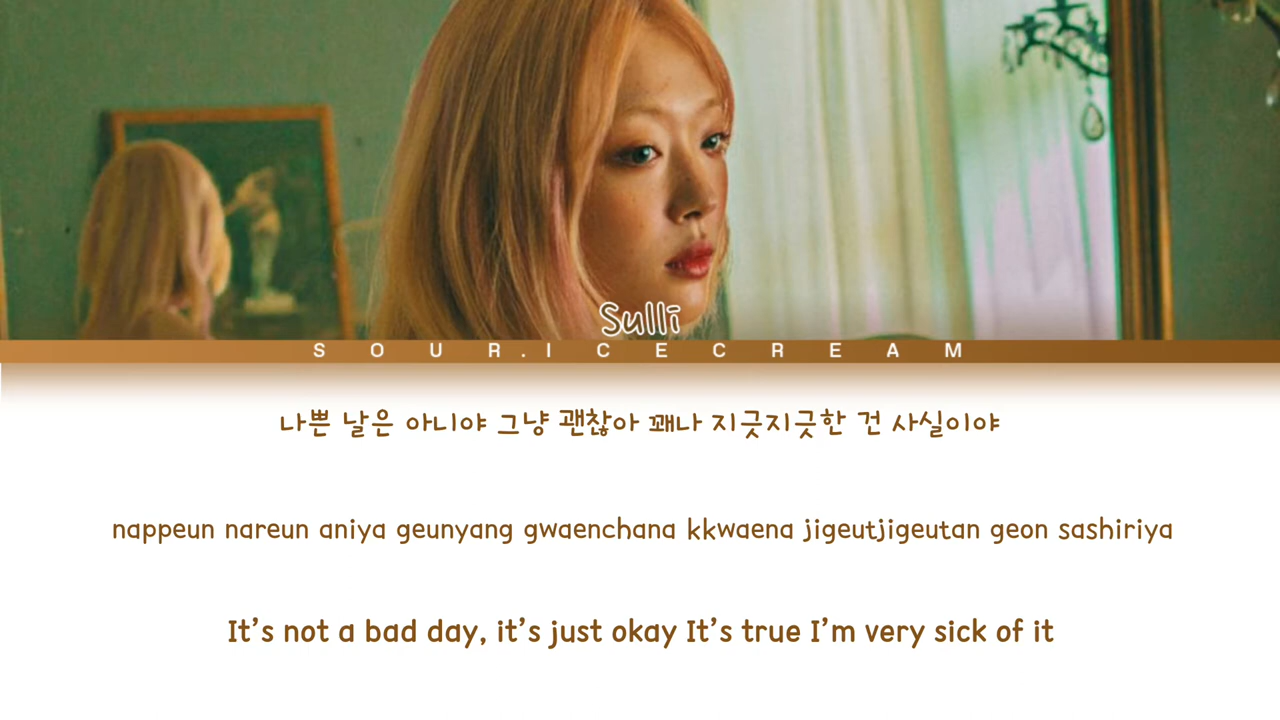 Sulli
SOUR.ICECREAM
나쁜 날은 아니야 그냥 괜찮아 꽤나 지긋지긋한 건 사실이야
nappeun nareun aniya geunyang gwaenchana kkwaena jigeutjigeutan geon sashiriya
It's not a bad day, it's just okay It's true I'm very sick of it